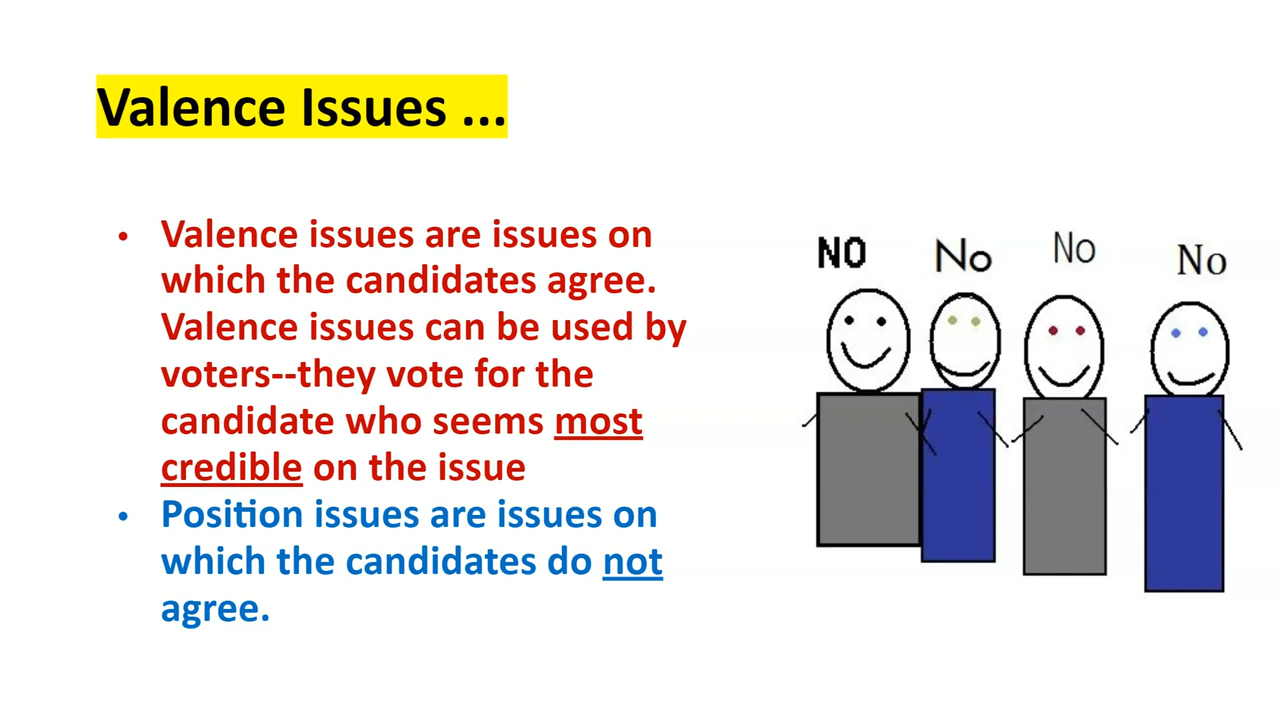 Valence Issues ...
• Valence issues are issues on
which the candidates agree.
Valence issues can be used by
voters--they vote for the
candidate who seems most
credible on the issue
• Position issues are issues on
which the candidates do not
agree.
NO
No
No
No